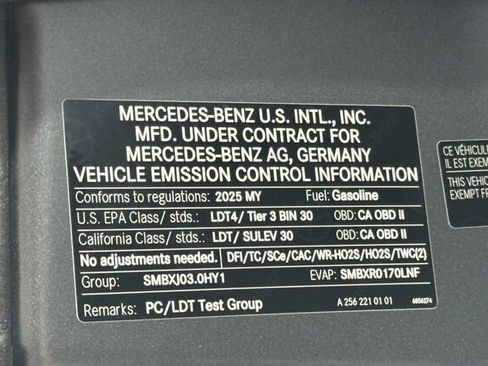 MERCEDES-BENZ U.S. INTL., INC.
MFD. UNDER CONTRACT FOR
MERCEDES-BENZ AG, GERMANY
VEHICLE EMISSION CONTROL INFORMATION
Conforms to regulations: 2025 MY Fuel: Gasoline
U.S. EPA Class/ stds.: LDT4/ Tier 3 BIN 30 OBD: CA OBD II
California Class/ stds.: LDT/ SULEV 30 OBD: CA OBD II
No adjustments needed. DFI/TC/SCe/CAC/WR-HO2S/HO2S/TWC(2)
Group: SMBXJ03.0HY1 EVAP: SMBXR0170LNF
Remarks: PC/LDT Test Group A 256 221 01 01 6856274
CE VÉHICULE
IL EST EXEM
THIS VEHIC
EXEMPT F